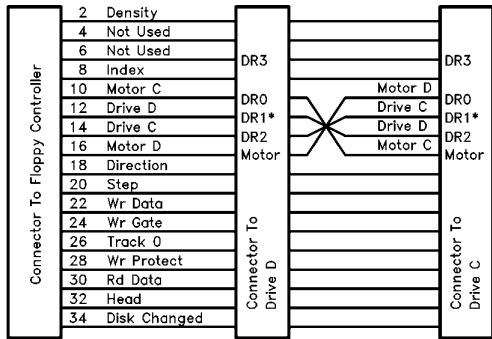 Connector To Floppy Controller
2 Density
4 Not Used
6 Not Used
8 Index
10 Motor C
12 Drive D
14 Drive C
16 Motor D
18 Direction
20 Step
22 Wr Data
24 Wr Gate
26 Track 0
28 Wr Protect
30 Rd Data
32 Head
34 Disk Changed
DR3
DR0
DR1*
DR2
Motor
Connector To
Drive D
Motor D
Drive C
Drive D
Motor C
DR3
DR0
DR1*
DR2
Motor
Connector To
Drive C